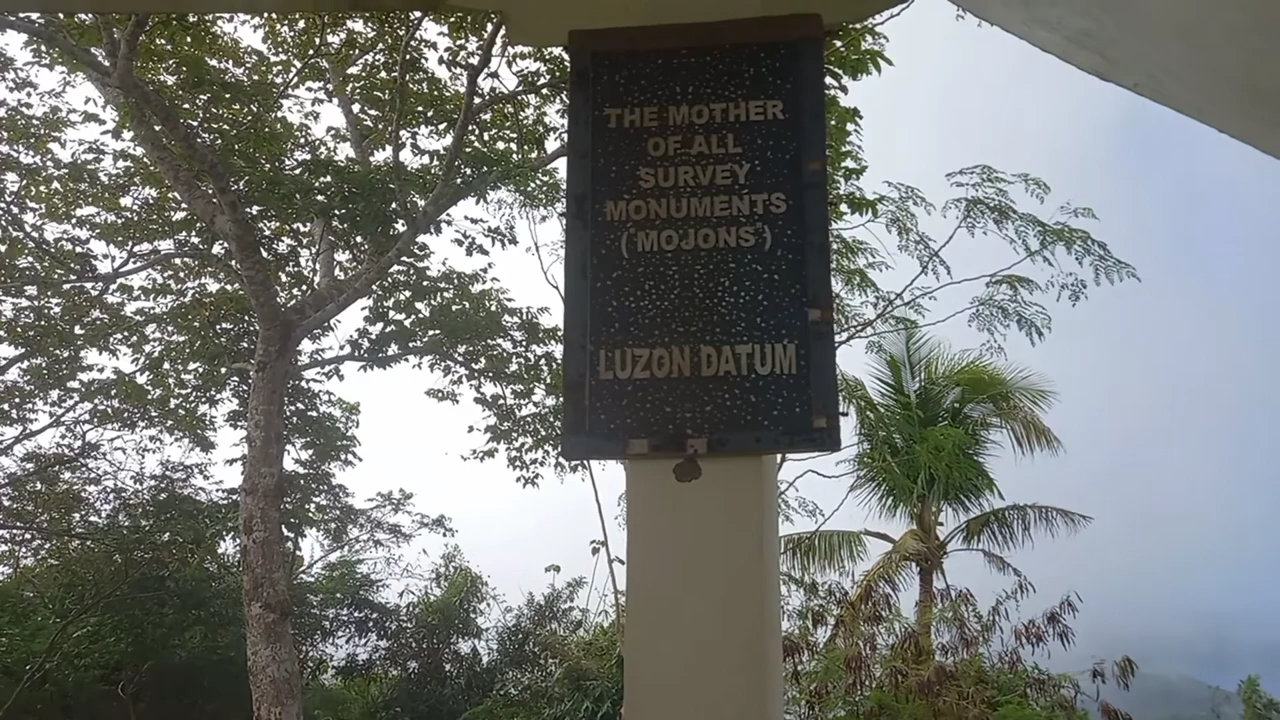 THE MOTHER
OF ALL
SURVEY
MONUMENTS
("MOJONS")
LUZON DATUM